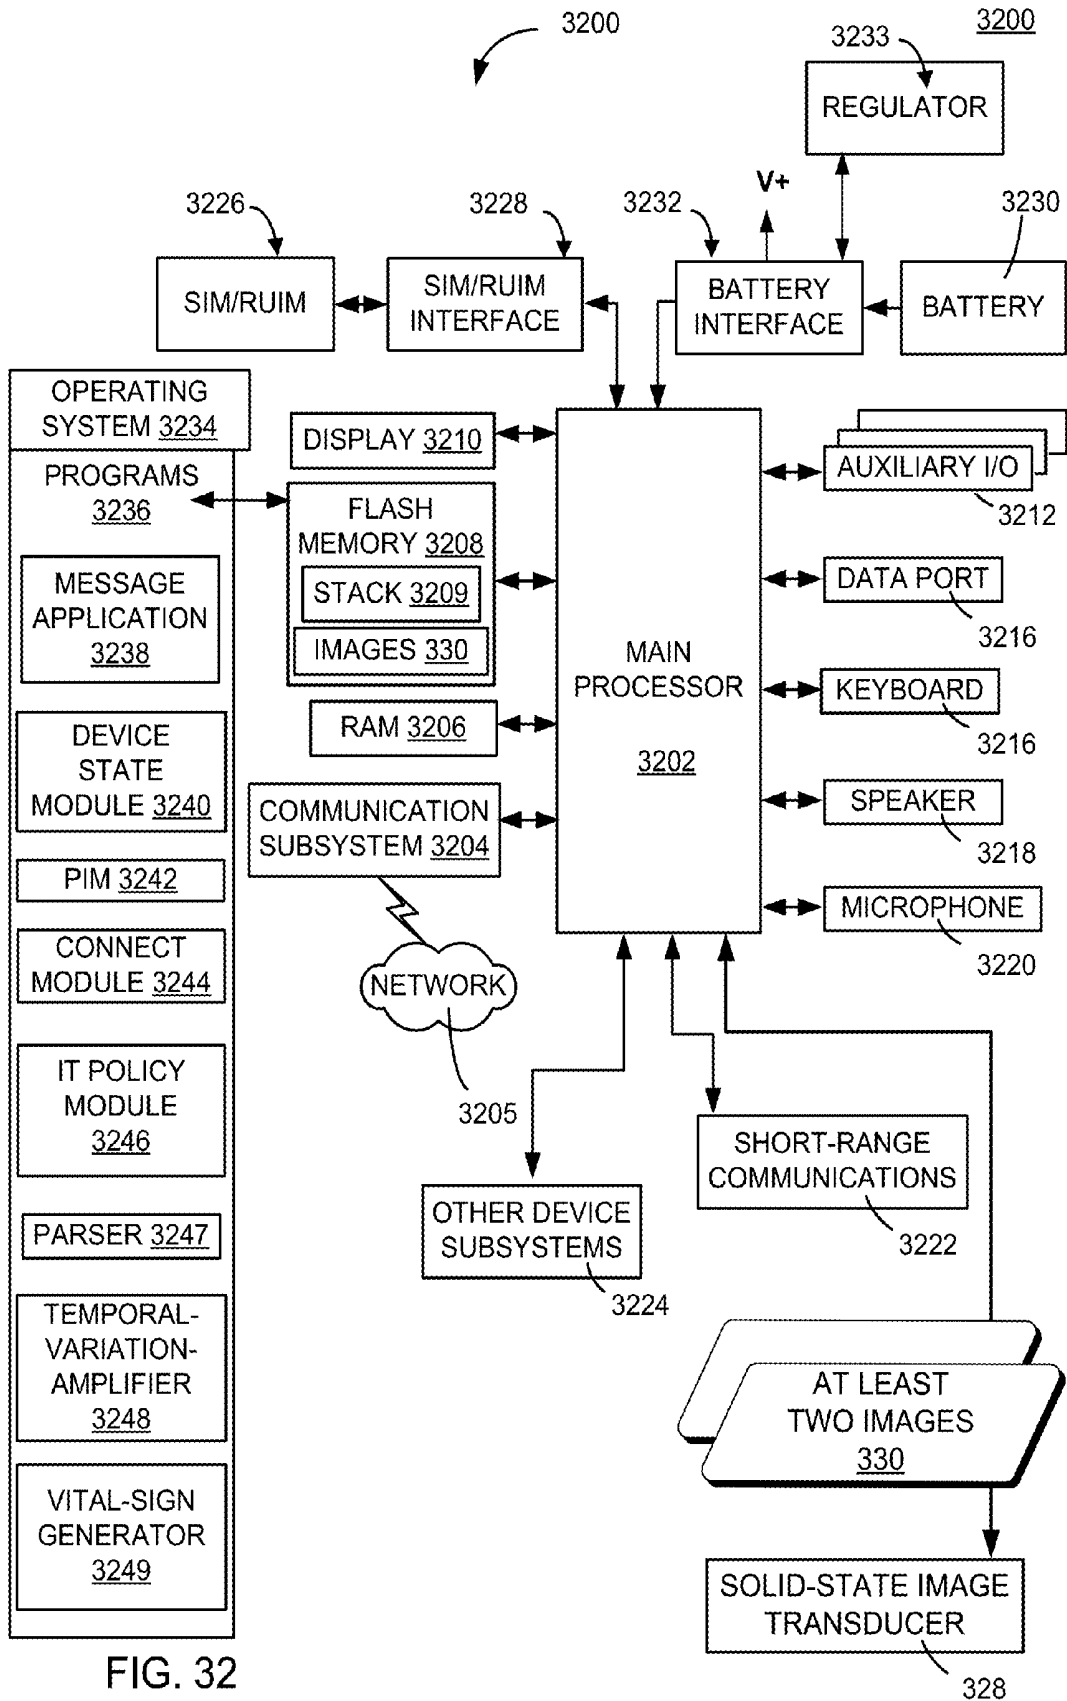 3200
3200
3233
REGULATOR
V+
3226
3228
3232
3230
SIM/RUIM
SIM/RUIM
INTERFACE
BATTERY
INTERFACE
BATTERY
OPERATING
SYSTEM 3234
PROGRAMS
3236
MESSAGE
APPLICATION
3238
DEVICE
STATE
MODULE 3240
PIM 3242
CONNECT
MODULE 3244
IT POLICY
MODULE
3246
PARSER 3247
TEMPORAL-
VARIATION-
AMPLIFIER
3248
VITAL-SIGN
GENERATOR
3249
DISPLAY 3210
FLASH
MEMORY 3208
STACK 3209
IMAGES 330
RAM 3206
COMMUNICATION
SUBSYSTEM 3204
NETWORK
3205
MAIN
PROCESSOR
3202
AUXILIARY I/O
3212
DATA PORT
3216
KEYBOARD
3216
SPEAKER
3218
MICROPHONE
3220
SHORT-RANGE
COMMUNICATIONS
3222
OTHER DEVICE
SUBSYSTEMS
3224
AT LEAST
TWO IMAGES
330
SOLID-STATE IMAGE
TRANSDUCER
328
FIG. 32